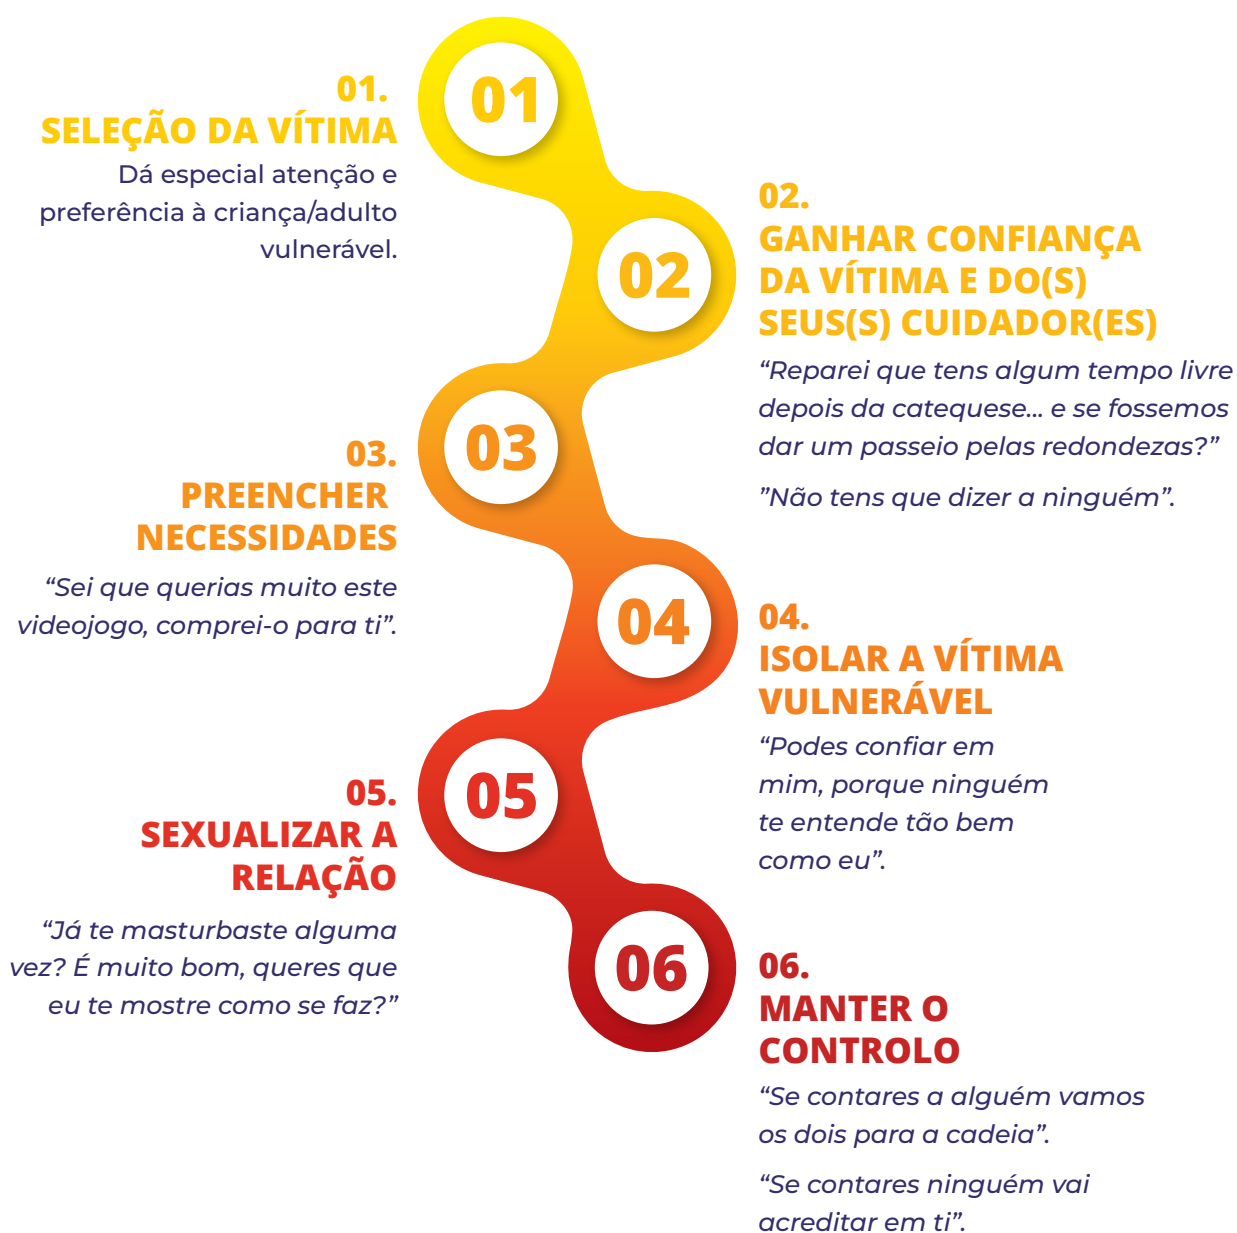 01
01.
SELEÇÃO DA VÍTIMA
Dá especial atenção e
preferência à criança/adulto
vulnerável.
02
02.
GANHAR CONFIANÇA
DA VÍTIMA E DO(S)
SEUS(S) CUIDADOR(ES)
“Reparei que tens algum tempo livre
depois da catequese... e se fossemos
dar um passeio pelas redondezas?”
”Não tens que dizer a ninguém”.
03
03.
PREENCHER
NECESSIDADES
“Sei que querias muito este
videojogo, comprei-o para ti”.
04
04.
ISOLAR A VÍTIMA
VULNERÁVEL
“Podes confiar em
mim, porque ninguém
te entende tão bem
como eu”.
05
05.
SEXUALIZAR A
RELAÇÃO
“Já te masturbaste alguma
vez? É muito bom, queres que
eu te mostre como se faz?”
06
06.
MANTER O
CONTROLO
“Se contares a alguém vamos
os dois para a cadeia”.
“Se contares ninguém vai
acreditar em ti”.